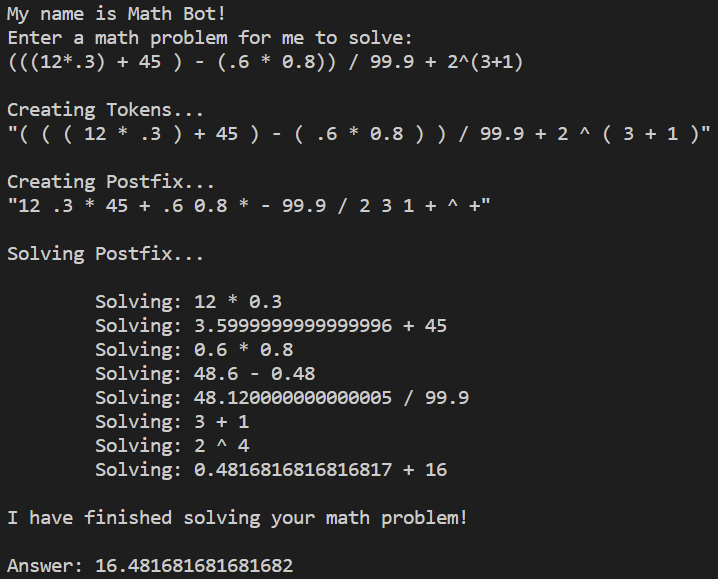 My name is Math Bot!
Enter a math problem for me to solve:
(((12*.3) + 45 ) - (.6 * 0.8)) / 99.9 + 2^(3+1)
Creating Tokens...
"( ( ( 12 * .3 ) + 45 ) - ( .6 * 0.8 ) ) / 99.9 + 2 ^ ( 3 + 1 )"
Creating Postfix...
"12 .3 * 45 + .6 0.8 * - 99.9 / 2 3 1 + ^ +"
Solving Postfix...
Solving: 12 * 0.3
Solving: 3.5999999999999996 + 45
Solving: 0.6 * 0.8
Solving: 48.6 - 0.48
Solving: 48.120000000000005 / 99.9
Solving: 3 + 1
Solving: 2 ^ 4
Solving: 0.4816816816816817 + 16
I have finished solving your math problem!
Answer: 16.481681681681682